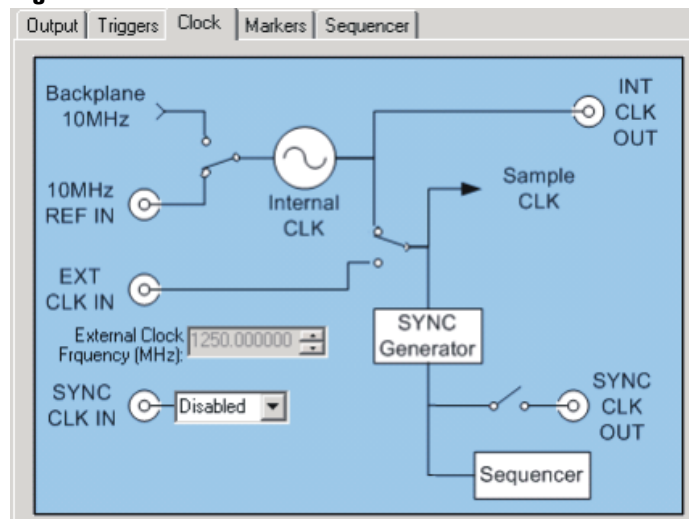 Output
Triggers
Clock
Markers
Sequencer
Backplane
10MHz
INT
CLK
OUT
10MHz
REF IN
Internal
CLK
Sample
CLK
EXT
CLK IN
External Clock
Frquency (MHz):
1250.000000
SYNC
Generator
SYNC
CLK IN
Disabled
SYNC
CLK
OUT
Sequencer